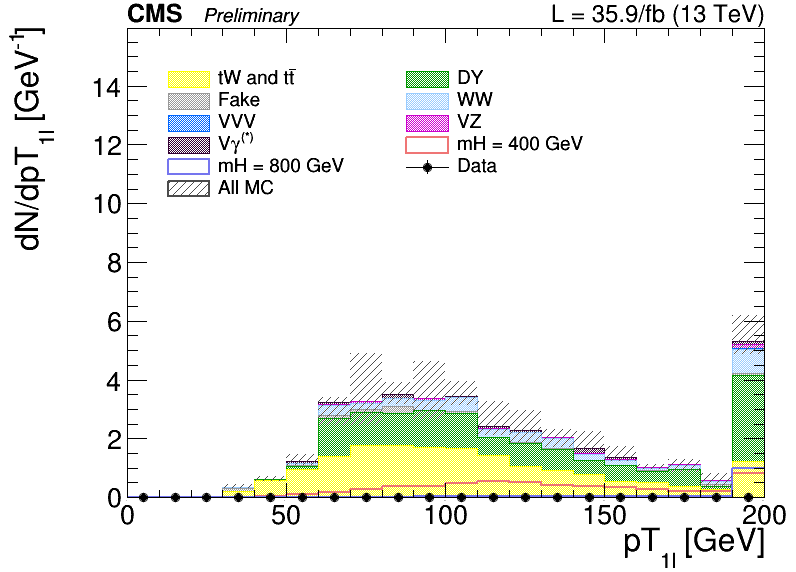 CMS Preliminary L = 35.9/fb (13 TeV)
dN/dpT_1l [GeV^-1]
tW and tt̄
Fake
VVV
Vγ^(*)
mH = 800 GeV
All MC
DY
WW
VZ
mH = 400 GeV
Data
14
12
10
8
6
4
2
0
0 50 100 150 200
pT_1l [GeV]